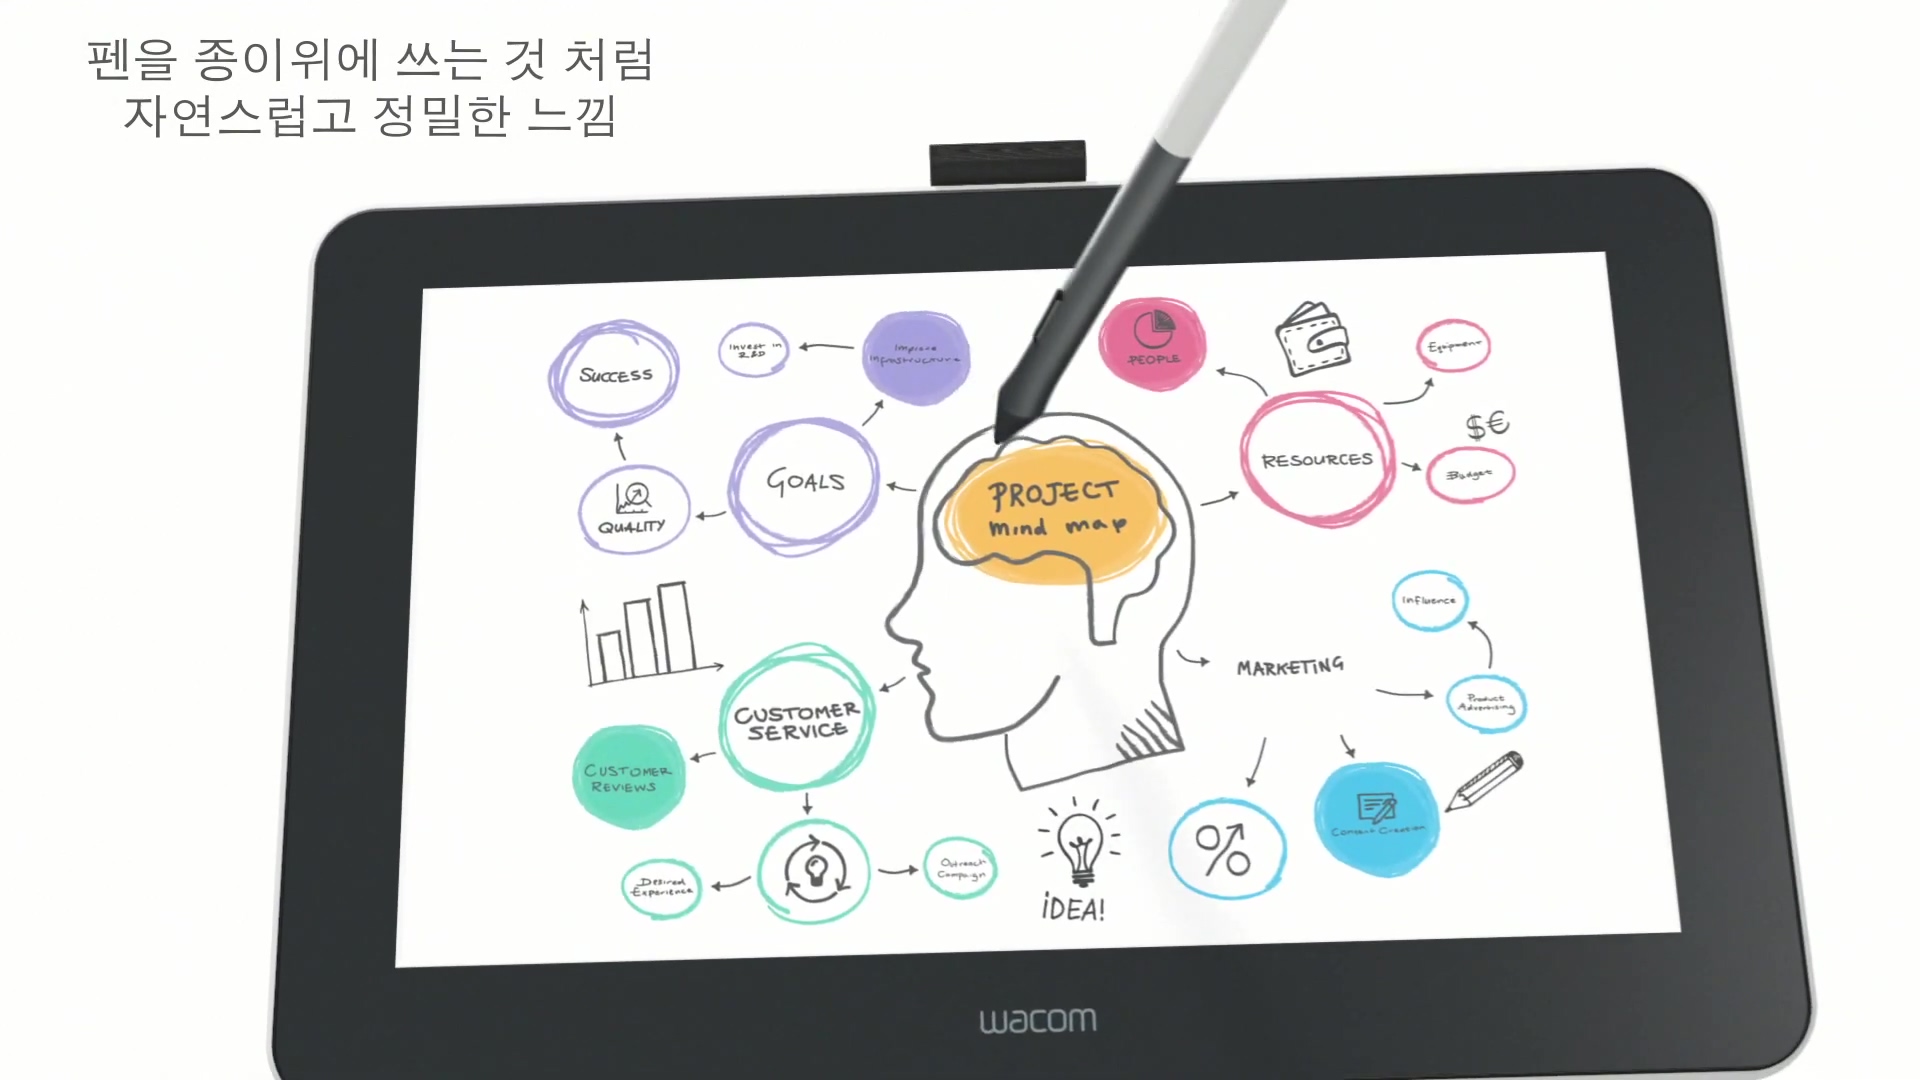 펜을 종이위에 쓰는 것 처럼
자연스럽고 정밀한 느낌
SUCCESS
Invest in
R&D
Improve
Infrastructure
PEOPLE
Equipment
GOALS
QUALITY
PROJECT
mind map
RESOURCES
$€
Budget
Influence
MARKETING
Product
Advertising
CUSTOMER
SERVICE
CUSTOMER
REVIEWS
Content Creation
Desired
Experience
Outreach
Campaign
iDEA!
wacom